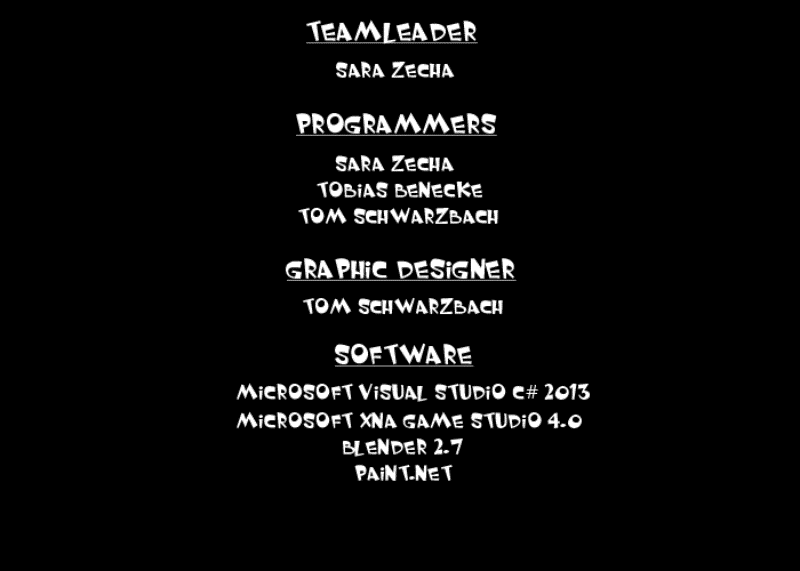 TEAMLEADER
SARA ZECHA
PROGRAMMERS
SARA ZECHA
TOBiAS BENECKE
TOM SCHWARZBACH
GRAPHiC DESiGNER
TOM SCHWARZBACH
SOFTWARE
MiCROSOFT ViSUAL STUDiO C# 2013
MiCROSOFT XNA GAME STUDiO 4.0
BLENDER 2.7
PAiNT.NET